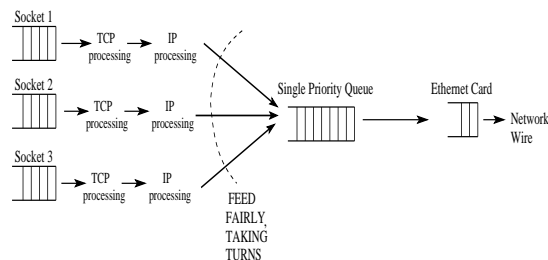 Socket 1
TCP
processing
IP
processing
Socket 2
TCP
processing
IP
processing
Single Priority Queue
Ethernet Card
Network
Wire
Socket 3
TCP
processing
IP
processing
FEED
FAIRLY,
TAKING
TURNS